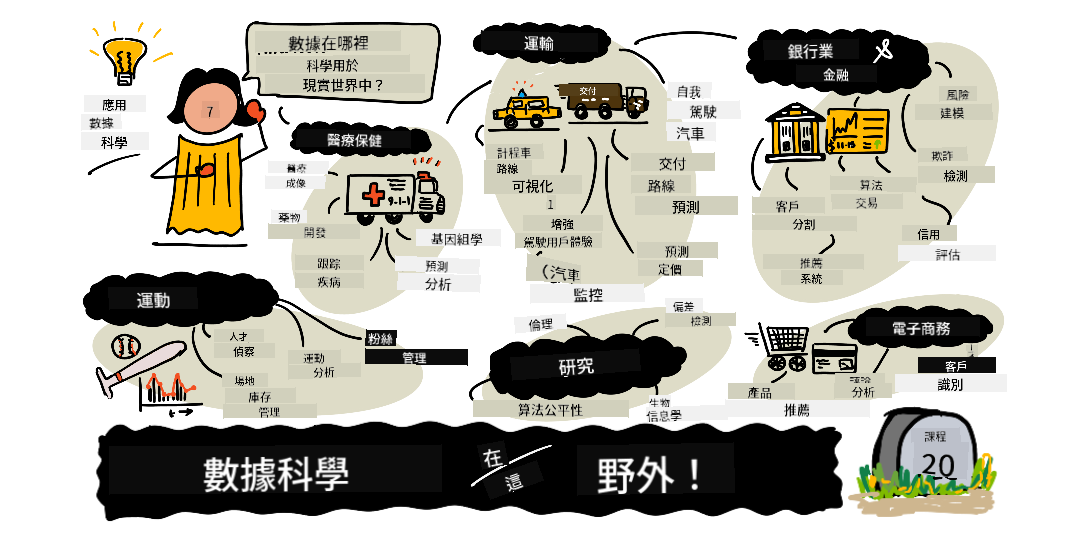 數據在哪裡
科學用於
現實世界中？
應用
數據
科學
7
醫療保健
醫療
成像
藥物
開發
跟踪
疾病
基因組學
預測
分析
9-1-1
運輸
交付
自我
駕駛
汽車
計程車
路線
可視化
1
增強
駕駛用戶體驗
（汽車
監控
交付
路線
預測
預測
定價
銀行業
金融
風險
建模
欺詐
檢測
算法
交易
客戶
分割
推薦
系統
信用
評估
運動
人才
偵察
場地
庫存
管理
運動
分析
粉絲
管理
倫理
偏差
檢測
研究
算法公平性
生物
信息學
電子商務
客戶
識別
產品
推薦
分析
數據科學
在
這
野外！
課程
20